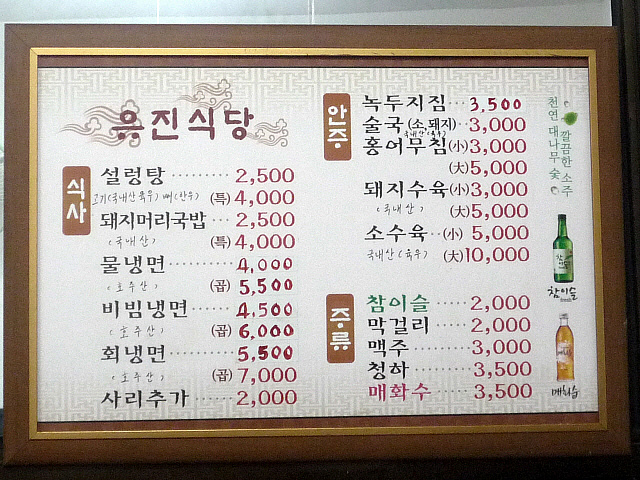 유진식당
식사
설렁탕 ········ 2,500
고기(국내산육우) 뼈(한우) (특) 4,000
돼지머리국밥 ··· 2,500
(국내산) (특) 4,000
물냉면 ·········· 4,000
(호주산) (곱) 5,500
비빔냉면 ······· 4,500
(호주산) (곱) 6,000
회냉면 ·········· 5,500
(호주산) (곱) 7,000
사리추가 ······ 2,000
안주
녹두지짐 ··· 3,500
술국 (소,돼지) ·· 3,000
국내산(육우)
홍어무침 (小) 3,000
(大) 5,000
돼지수육 (小) 3,000
(국내산) (大) 5,000
소수육 ·· (小) 5,000
국내산(육우) (大) 10,000
주류
참이슬 ····· 2,000
막걸리 ····· 2,000
맥주 ······· 3,000
청하 ······· 3,500
매화수 ····· 3,500
천연 대나무 숯
깔끔한 소주
참이슬
매화수